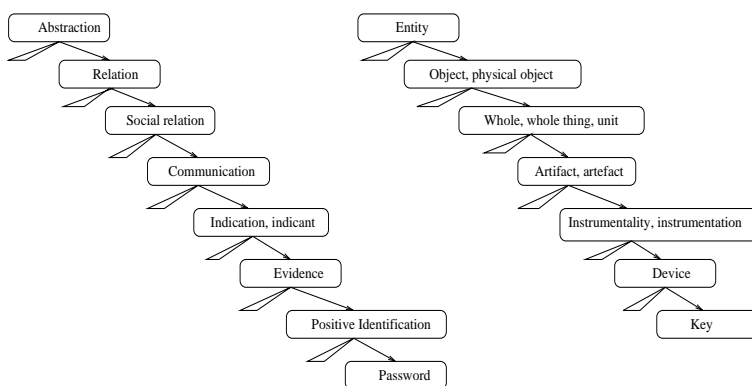 Abstraction
Relation
Social relation
Communication
Indication, indicant
Evidence
Positive Identification
Password
Entity
Object, physical object
Whole, whole thing, unit
Artifact, artefact
Instrumentality, instrumentation
Device
Key